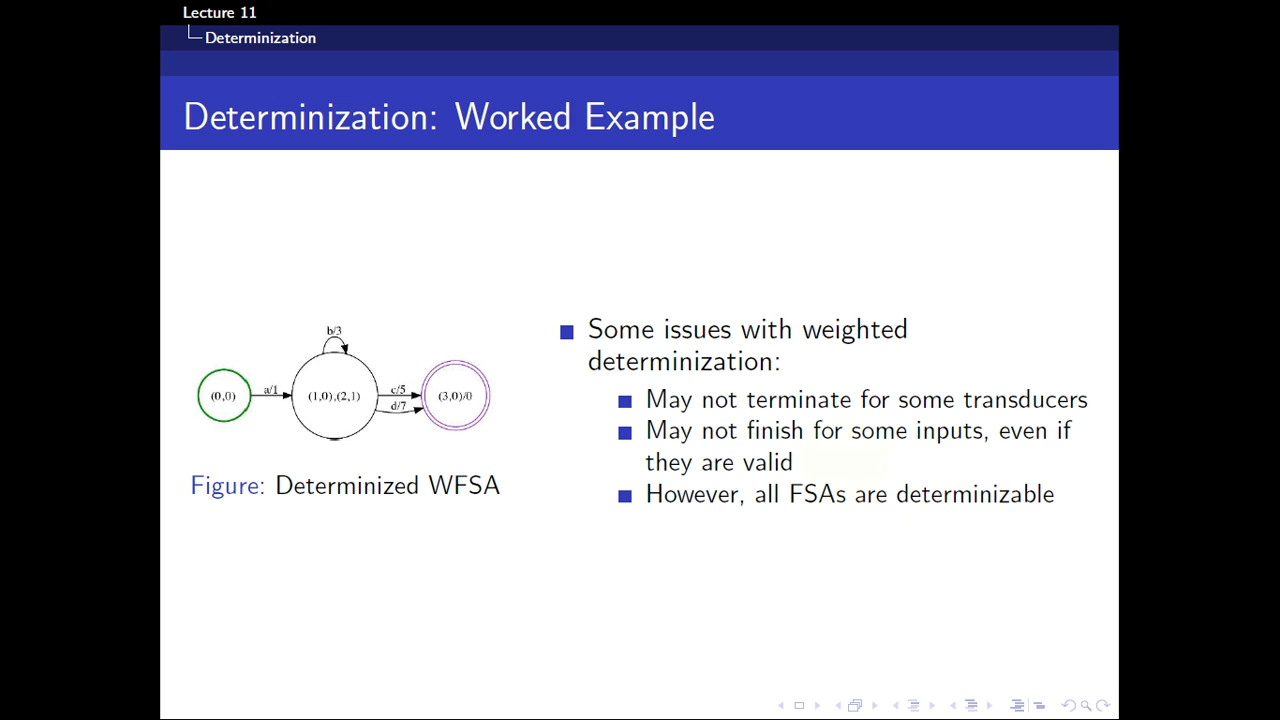 Lecture 11
Determinization
Determinization: Worked Example
b/3
(0,0)
a/1
(1,0),(2,1)
c/5
d/7
(3,0)/0
Figure: Determinized WFSA
Some issues with weighted
determinization:
May not terminate for some transducers
May not finish for some inputs, even if
they are valid
However, all FSAs are determinizable